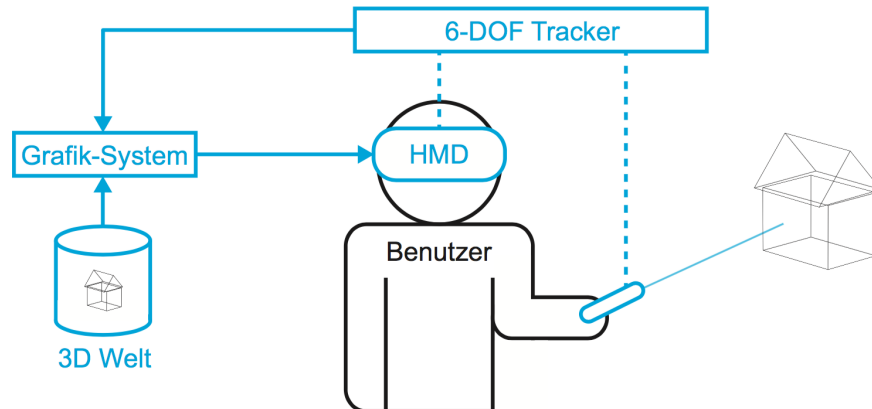 6-DOF Tracker
Grafik-System
HMD
Benutzer
3D Welt